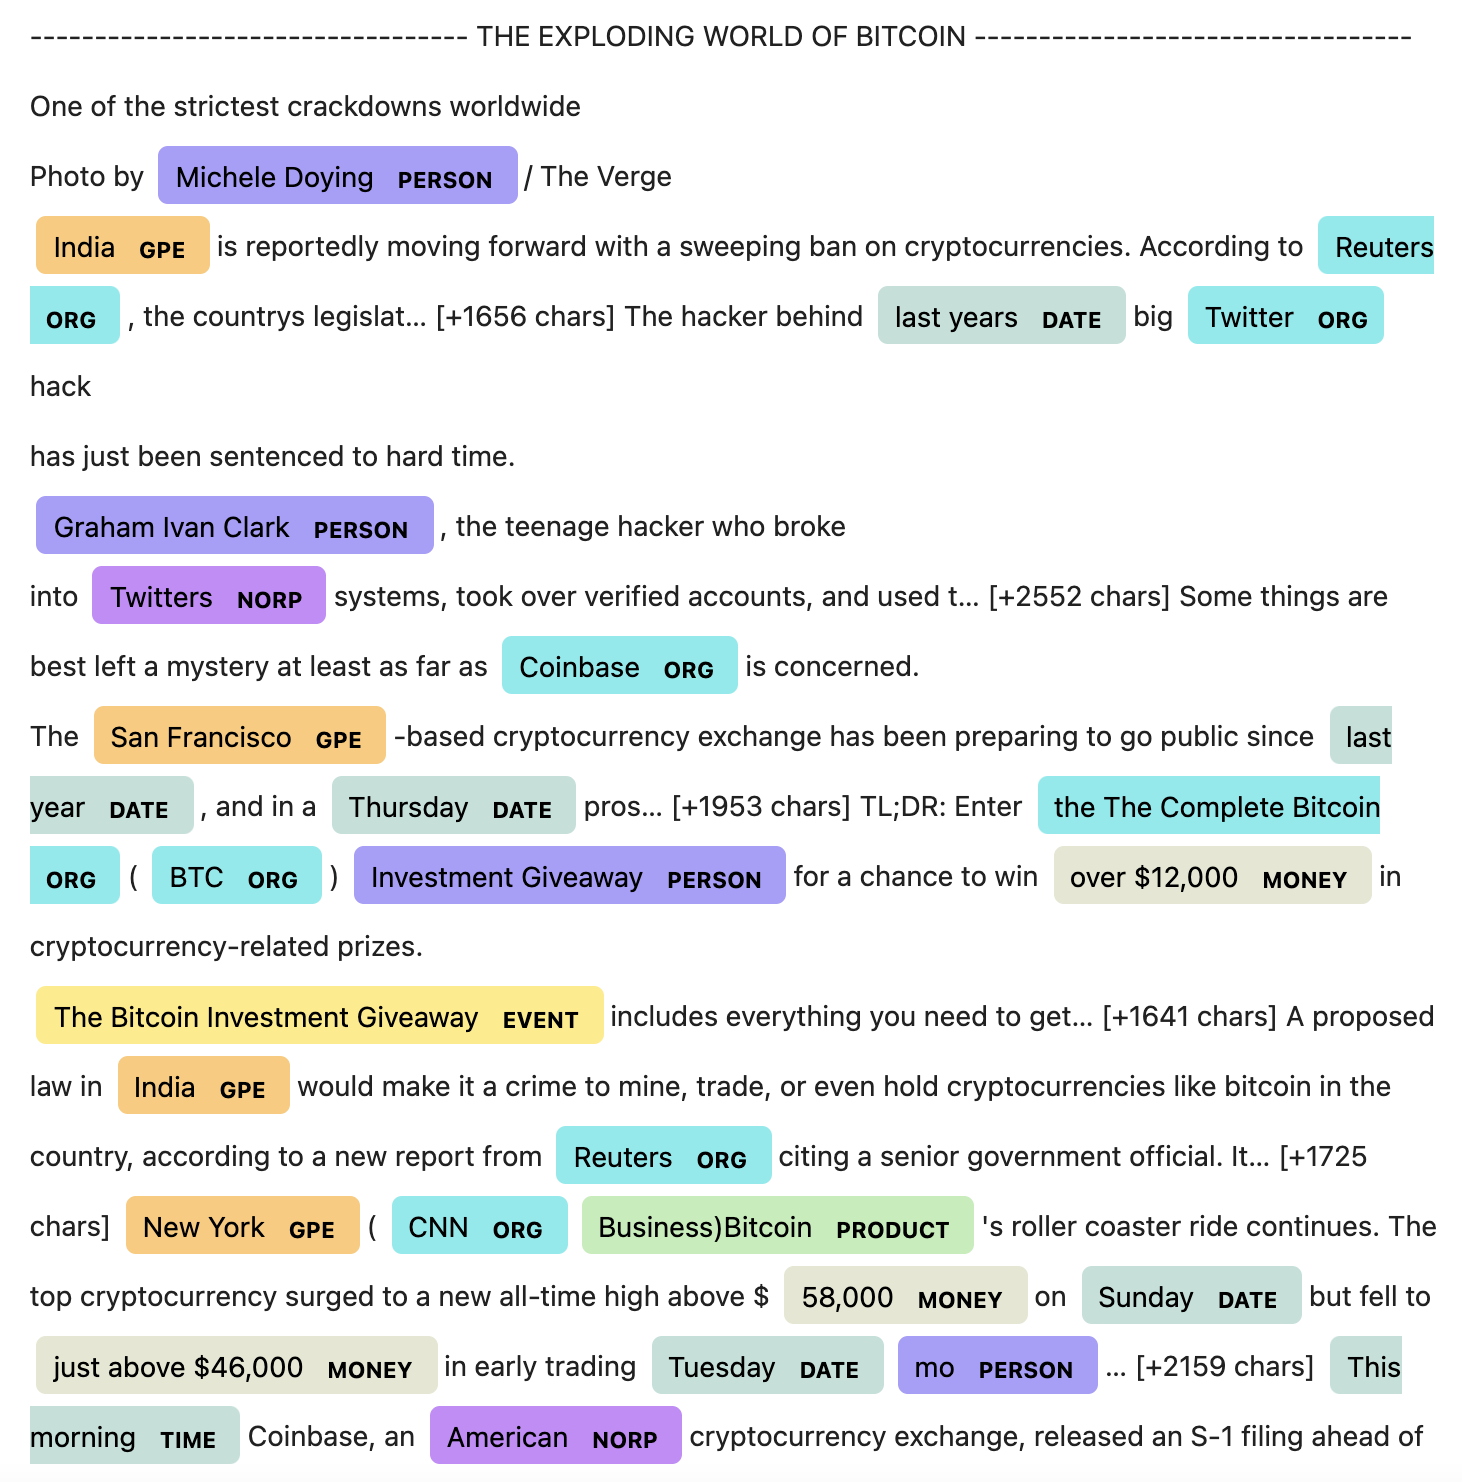 ---------------------------------- THE EXPLODING WORLD OF BITCOIN ----------------------------------
One of the strictest crackdowns worldwide
Photo by Michele Doying PERSON / The Verge
India GPE is reportedly moving forward with a sweeping ban on cryptocurrencies. According to Reuters
ORG , the countrys legislat... [+1656 chars] The hacker behind last years DATE big Twitter ORG
hack
has just been sentenced to hard time.
Graham Ivan Clark PERSON , the teenage hacker who broke
into Twitters NORP systems, took over verified accounts, and used t... [+2552 chars] Some things are
best left a mystery at least as far as Coinbase ORG is concerned.
The San Francisco GPE -based cryptocurrency exchange has been preparing to go public since last
year DATE , and in a Thursday DATE pros... [+1953 chars] TL;DR: Enter the The Complete Bitcoin
ORG ( BTC ORG ) Investment Giveaway PERSON for a chance to win over $12,000 MONEY in
cryptocurrency-related prizes.
The Bitcoin Investment Giveaway EVENT includes everything you need to get... [+1641 chars] A proposed
law in India GPE would make it a crime to mine, trade, or even hold cryptocurrencies like bitcoin in the
country, according to a new report from Reuters ORG citing a senior government official. It... [+1725
chars] New York GPE ( CNN ORG Business)Bitcoin PRODUCT 's roller coaster ride continues. The
top cryptocurrency surged to a new all-time high above $ 58,000 MONEY on Sunday DATE but fell to
just above $46,000 MONEY in early trading Tuesday DATE mo PERSON ... [+2159 chars] This
morning TIME Coinbase, an American NORP cryptocurrency exchange, released an S-1 filing ahead of